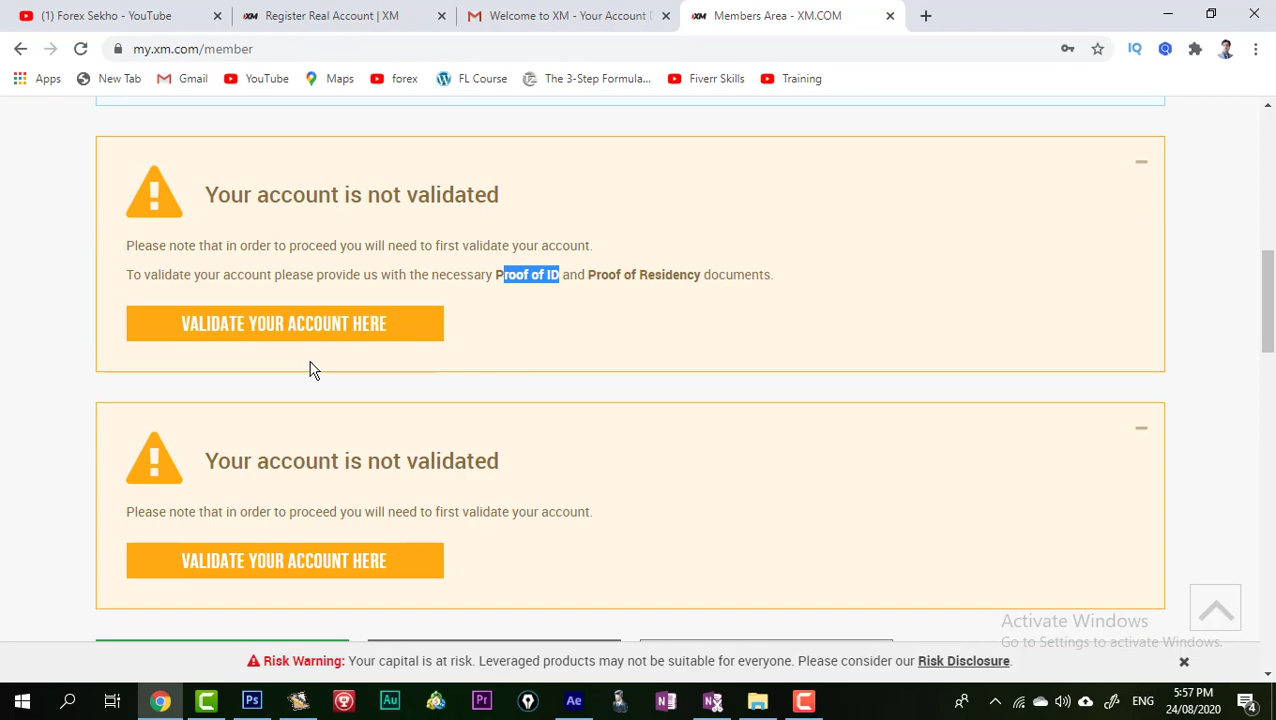 (1) Forex Sekho - YouTube
Register Real Account | XM
Welcome to XM - Your Account D
Members Area - XM.COM
my.xm.com/member
Apps
New Tab
Gmail
YouTube
Maps
forex
FL Course
The 3-Step Formula...
Fiverr Skills
Training
Your account is not validated
Please note that in order to proceed you will need to first validate your account.
To validate your account please provide us with the necessary Proof of ID and Proof of Residency documents.
VALIDATE YOUR ACCOUNT HERE
Your account is not validated
Please note that in order to proceed you will need to first validate your account.
VALIDATE YOUR ACCOUNT HERE
Activate Windows
Go to Settings to activate Windows.
Risk Warning: Your capital is at risk. Leveraged products may not be suitable for everyone. Please consider our Risk Disclosure.
ENG
5:57 PM
24/08/2020
4